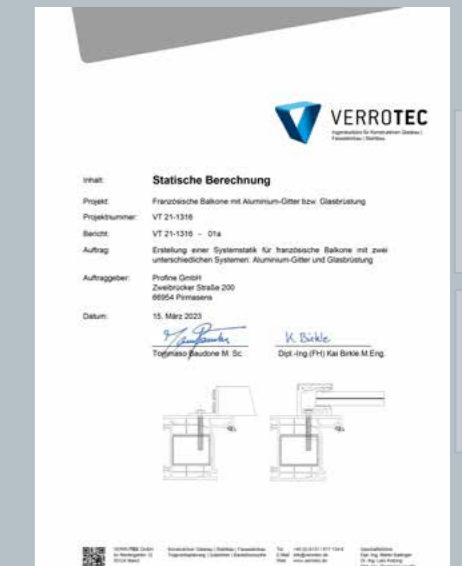 VERROTEC
Ingenieurbüro für Konstruktiven Glasbau |
Fassadenbau | Stahlbau
Inhalt: Statische Berechnung
Projekt: Französische Balkone mit Aluminium-Gitter bzw. Glasbrüstung
Projektnummer: VT 21-1316
Bericht: VT 21-1316 - 01a
Auftrag: Erstellung einer Systemstatik für französische Balkone mit zwei
unterschiedlichen Systemen: Aluminium-Gitter und Glasbrüstung
Auftraggeber: Profine GmbH
Zweibrücker Straße 200
66954 Pirmasens
Datum: 15. März 2023
K. Birkle
Tommaso Baudone M. Sc.
Dipl.-Ing (FH) Kai Birkle M.Eng.
VERROTEC GmbH